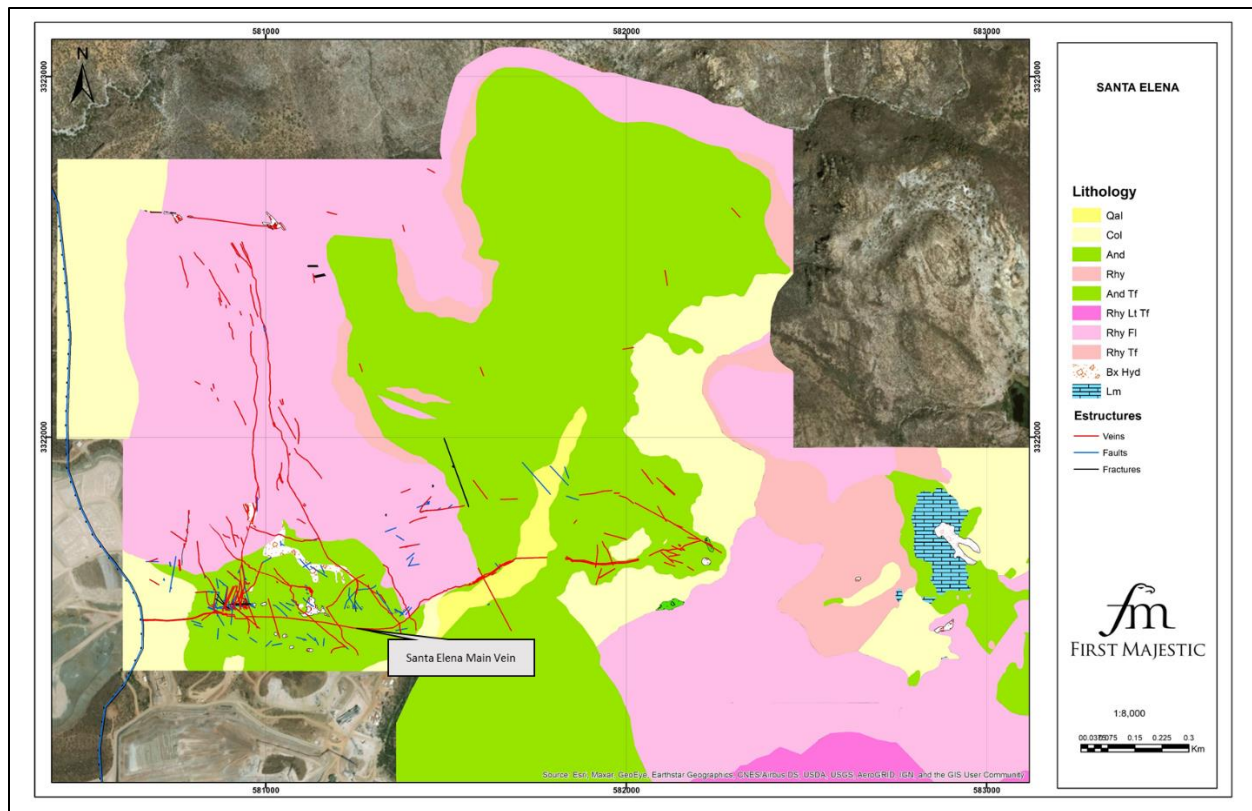 581000
582000
583000
3323000
3323000
N
3322000
3322000
Santa Elena Main Vein
Source: Esri, Maxar, GeoEye, Earthstar Geographics, CNES/Airbus DS, USDA, USGS, AeroGRID, IGN, and the GIS User Community
581000
582000
583000
SANTA ELENA
Lithology
Qal
Col
And
Rhy
And Tf
Rhy Lt Tf
Rhy Fl
Rhy Tf
Bx Hyd
Lm
Estructures
Veins
Faults
Fractures
fm
FIRST MAJESTIC
1:8,000
0.15 0.225 0.3
Km